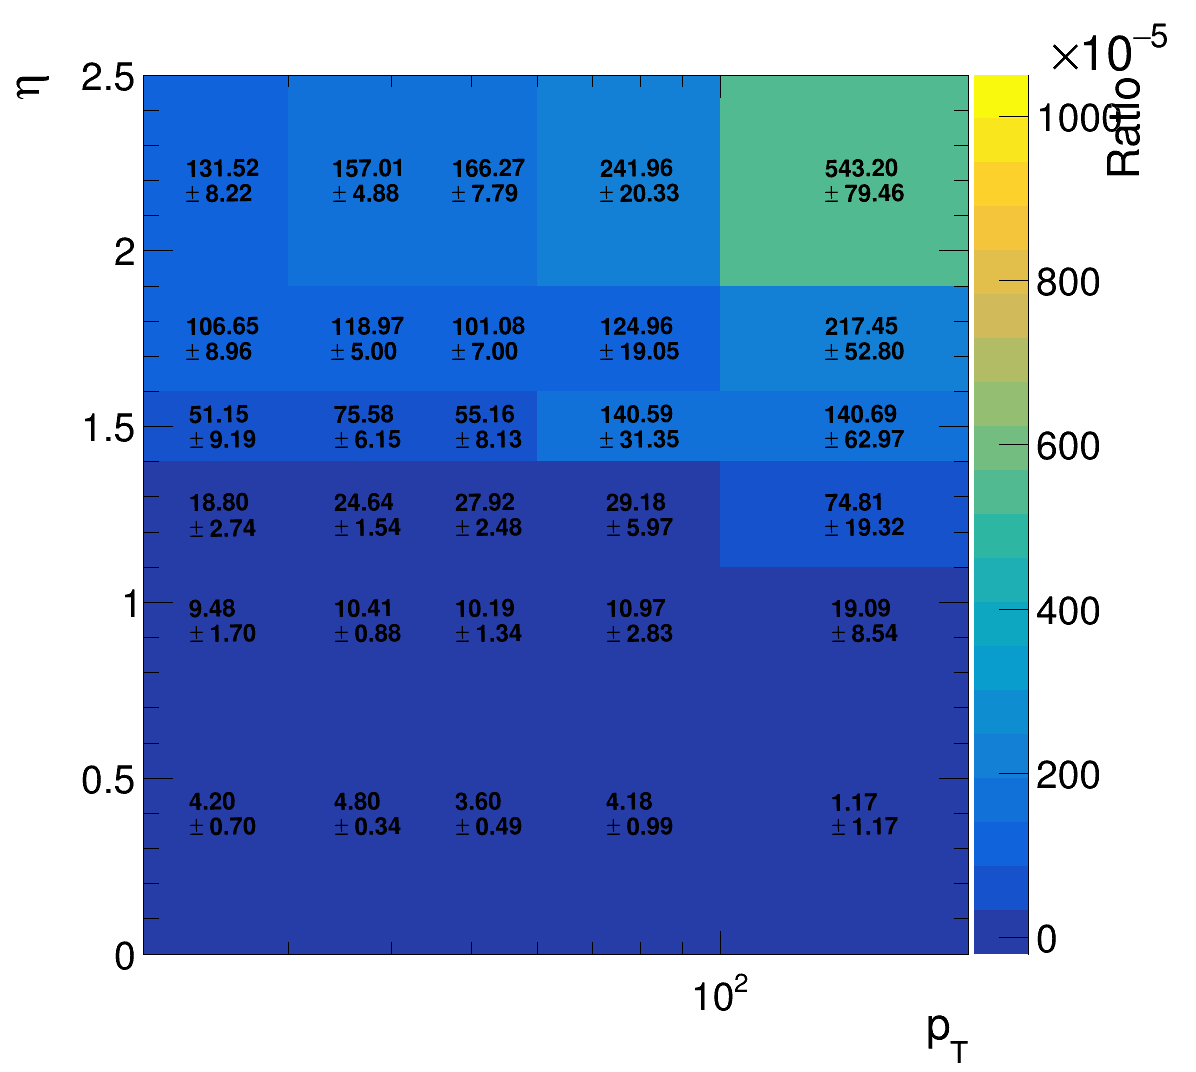 ×10⁻⁵
η
Ratio
2.5
131.52 157.01 166.27 241.96 543.20
± 8.22 ± 4.88 ± 7.79 ± 20.33 ± 79.46
1000
2
800
106.65 118.97 101.08 124.96 217.45
± 8.96 ± 5.00 ± 7.00 ± 19.05 ± 52.80
51.15 75.58 55.16 140.59 140.69
1.5
± 9.19 ± 6.15 ± 8.13 ± 31.35 ± 62.97
600
18.80 24.64 27.92 29.18 74.81
± 2.74 ± 1.54 ± 2.48 ± 5.97 ± 19.32
1
400
9.48 10.41 10.19 10.97 19.09
± 1.70 ± 0.88 ± 1.34 ± 2.83 ± 8.54
0.5
200
4.20 4.80 3.60 4.18 1.17
± 0.70 ± 0.34 ± 0.49 ± 0.99 ± 1.17
0
0
10²
p_T